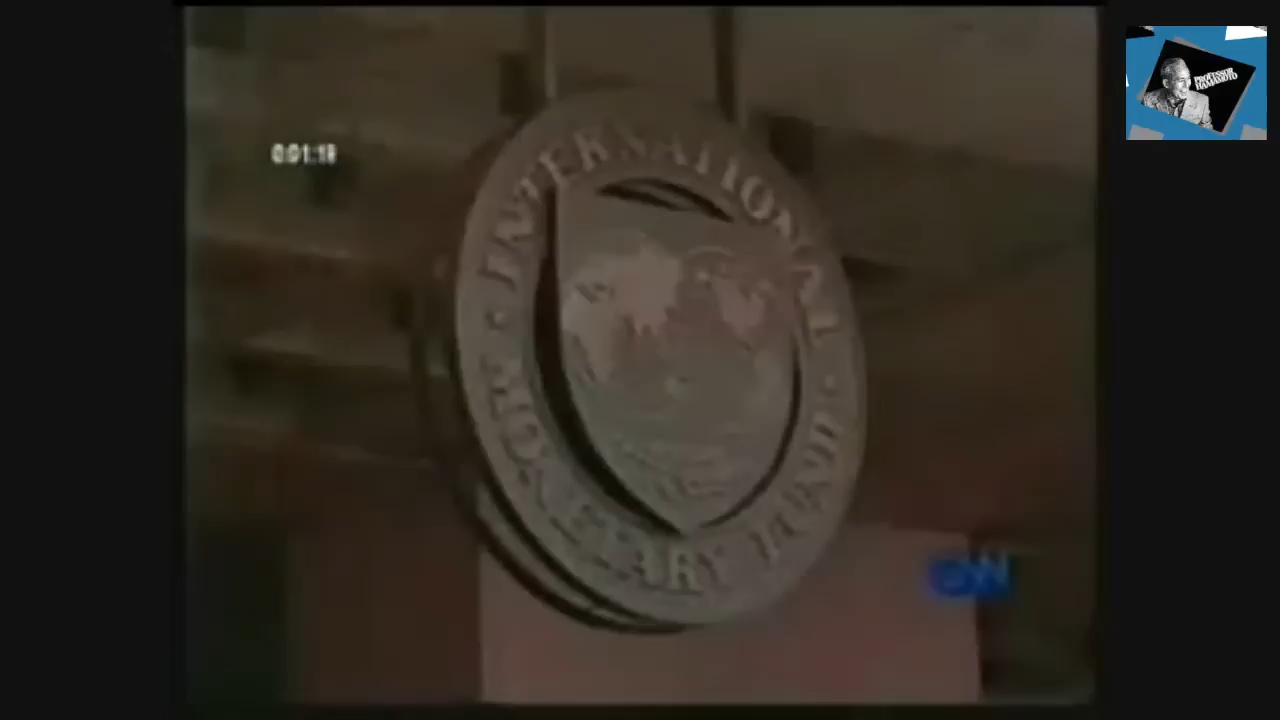 0:01:18
INTERNATIONAL
MONETARY FUND
PROFESSOR
HAMAMOTO